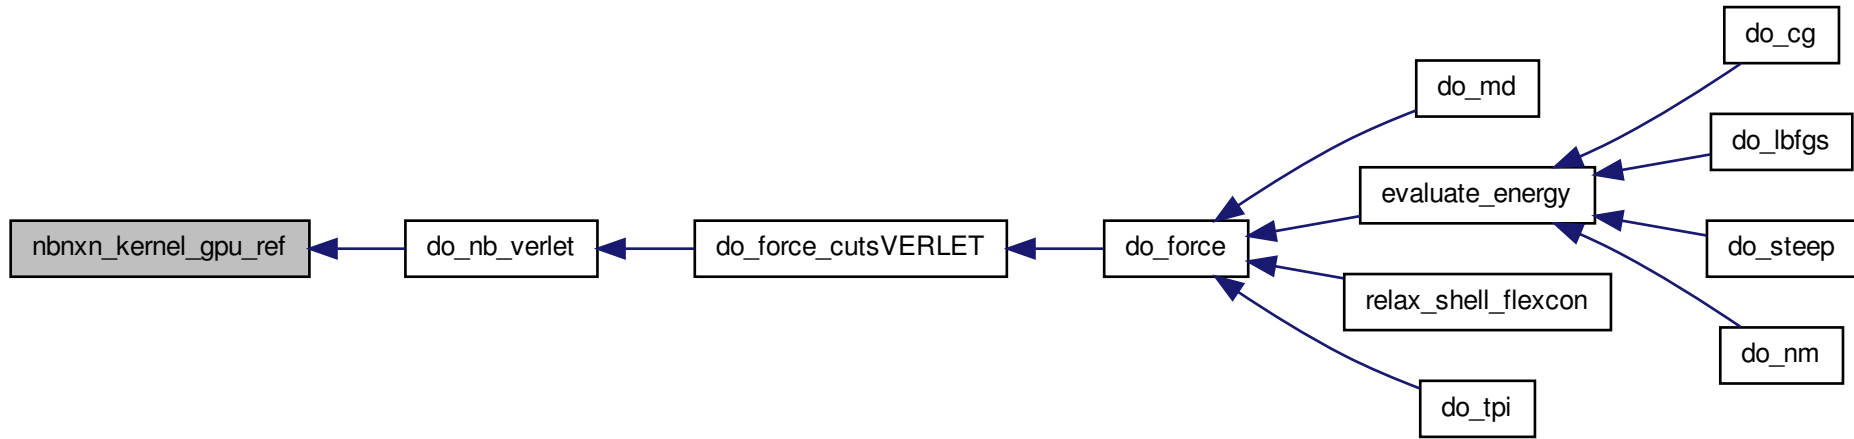 nbnxn_kernel_gpu_ref
do_nb_verlet
do_force_cutsVERLET
do_force
do_md
evaluate_energy
relax_shell_flexcon
do_tpi
do_cg
do_lbfgs
do_steep
do_nm